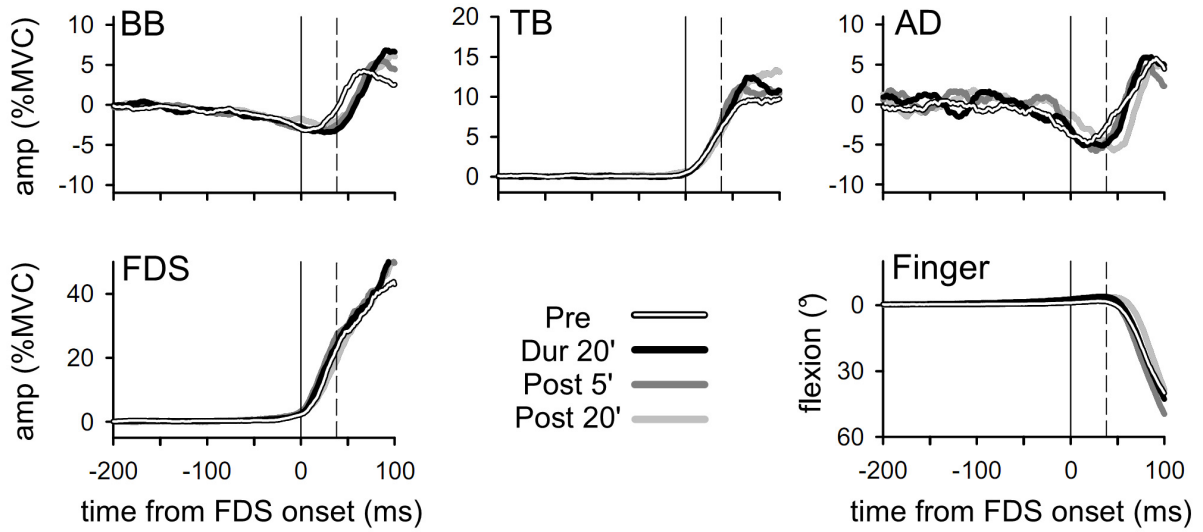 BB
TB
AD
10
5
0
-5
-10
amp (%MVC)
20
15
10
5
0
10
5
0
-5
-10
FDS
Finger
40
20
0
amp (%MVC)
-200 -100 0 100
time from FDS onset (ms)
Pre
Dur 20'
Post 5'
Post 20'
0
30
60
flexion (°)
-200 -100 0 100
time from FDS onset (ms)